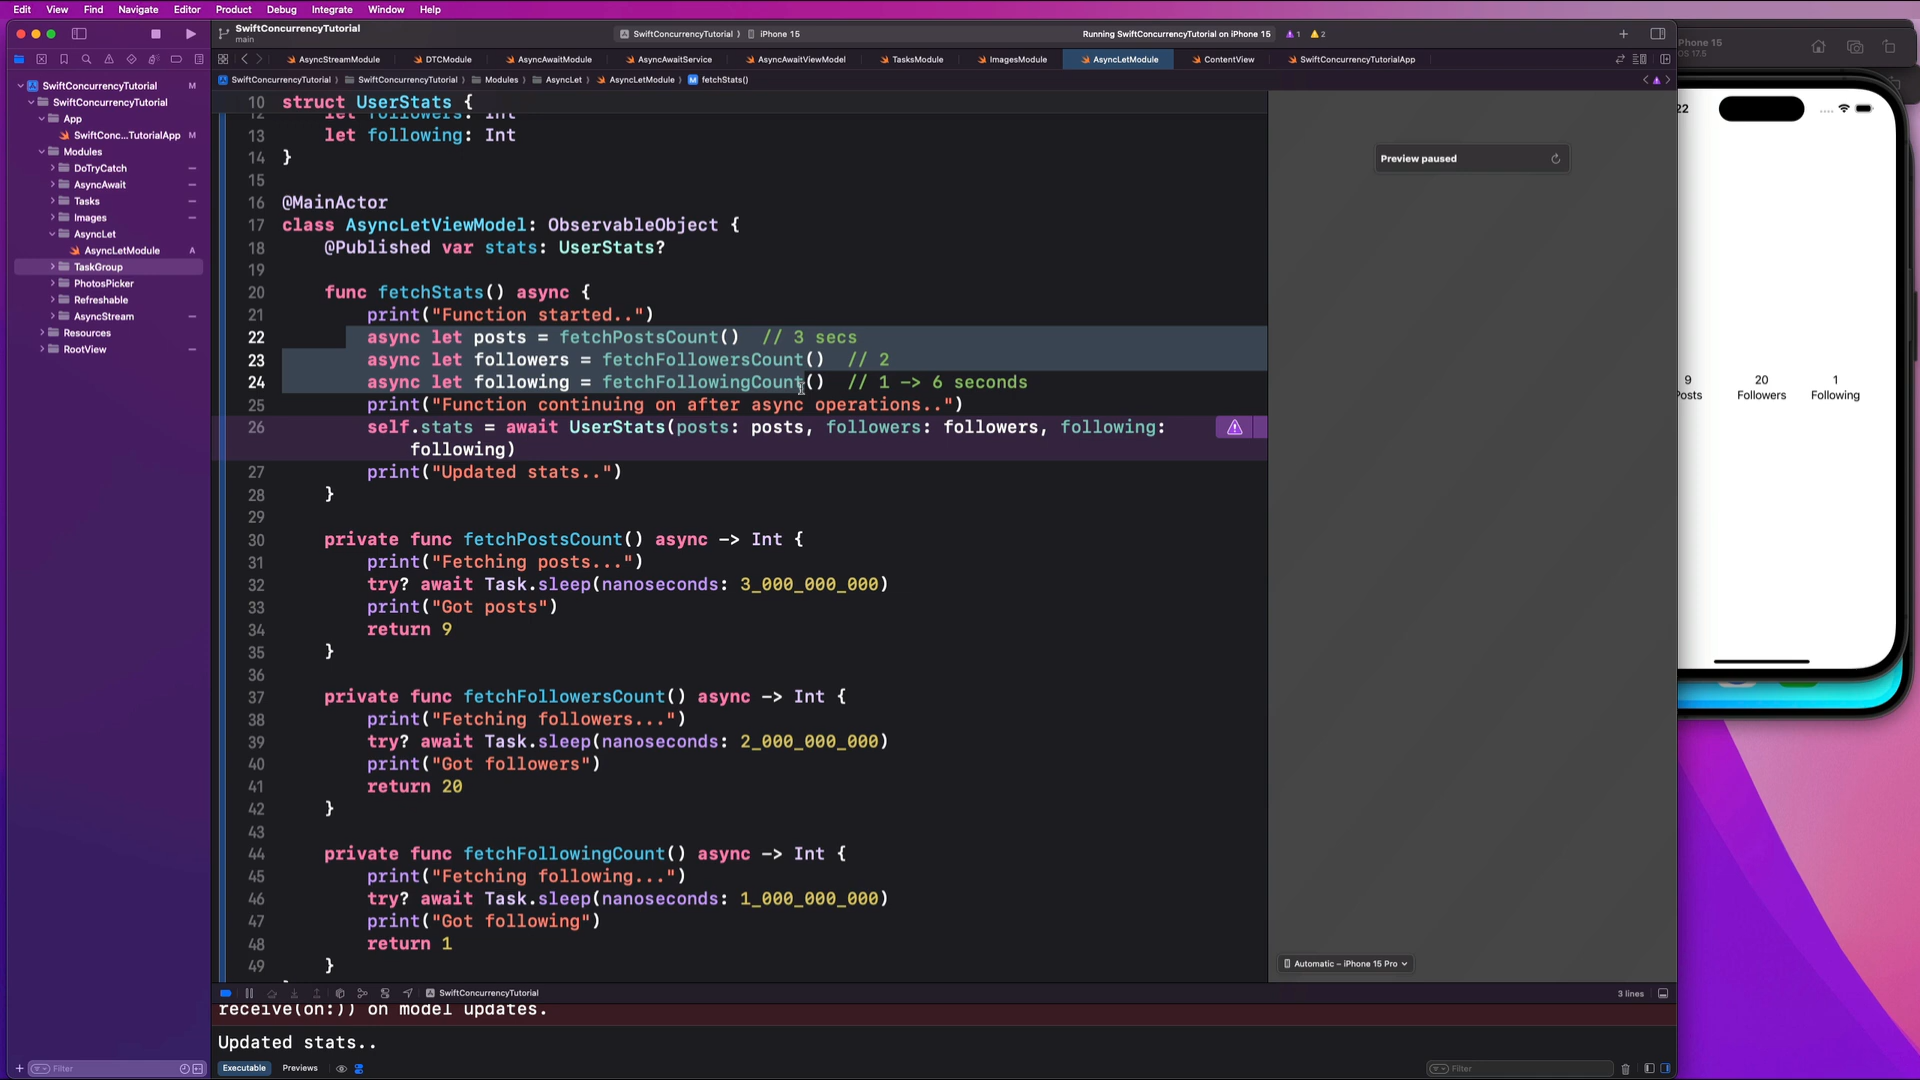 Edit View Find Navigate Editor Product Debug Integrate Window Help
SwiftConcurrencyTutorial
main
SwiftConcurrencyTutorial
iPhone 15
Running SwiftConcurrencyTutorial on iPhone 15
1
2
AsyncStreamModule
DTCModule
AsyncAwaitModule
AsyncAwaitService
AsyncAwaitViewModel
TasksModule
ImagesModule
AsyncLetModule
ContentView
SwiftConcurrencyTutorialApp
SwiftConcurrencyTutorial
SwiftConcurrencyTutorial
Modules
AsyncLet
AsyncLetModule
M fetchStats()
SwiftConcurrencyTutorial M
SwiftConcurrencyTutorial
App
SwiftConc...TutorialApp M
Modules
DoTryCatch
AsyncAwait
Tasks
Images
AsyncLet
AsyncLetModule A
TaskGroup
PhotosPicker
Refreshable
AsyncStream
Resources
RootView
10 struct UserStats {
12 let followers: Int
13 let following: Int
14 }
15
16 @MainActor
17 class AsyncLetViewModel: ObservableObject {
18 @Published var stats: UserStats?
19
20 func fetchStats() async {
21 print("Function started..")
22 async let posts = fetchPostsCount() // 3 secs
23 async let followers = fetchFollowersCount() // 2
24 async let following = fetchFollowingCount() // 1 -> 6 seconds
25 print("Function continuing on after async operations..")
26 self.stats = await UserStats(posts: posts, followers: followers, following:
following)
27 print("Updated stats..")
28 }
29
30 private func fetchPostsCount() async -> Int {
31 print("Fetching posts...")
32 try? await Task.sleep(nanoseconds: 3_000_000_000)
33 print("Got posts")
34 return 9
35 }
36
37 private func fetchFollowersCount() async -> Int {
38 print("Fetching followers...")
39 try? await Task.sleep(nanoseconds: 2_000_000_000)
40 print("Got followers")
41 return 20
42 }
43
44 private func fetchFollowingCount() async -> Int {
45 print("Fetching following...")
46 try? await Task.sleep(nanoseconds: 1_000_000_000)
47 print("Got following")
48 return 1
49 }
Preview paused
Automatic – iPhone 15 Pro
Phone 15
OS 17.5
22
9 20 1
Posts Followers Following
SwiftConcurrencyTutorial
3 lines
receive(on:)) on model updates.
Updated stats..
Filter
Executable
Previews
Filter